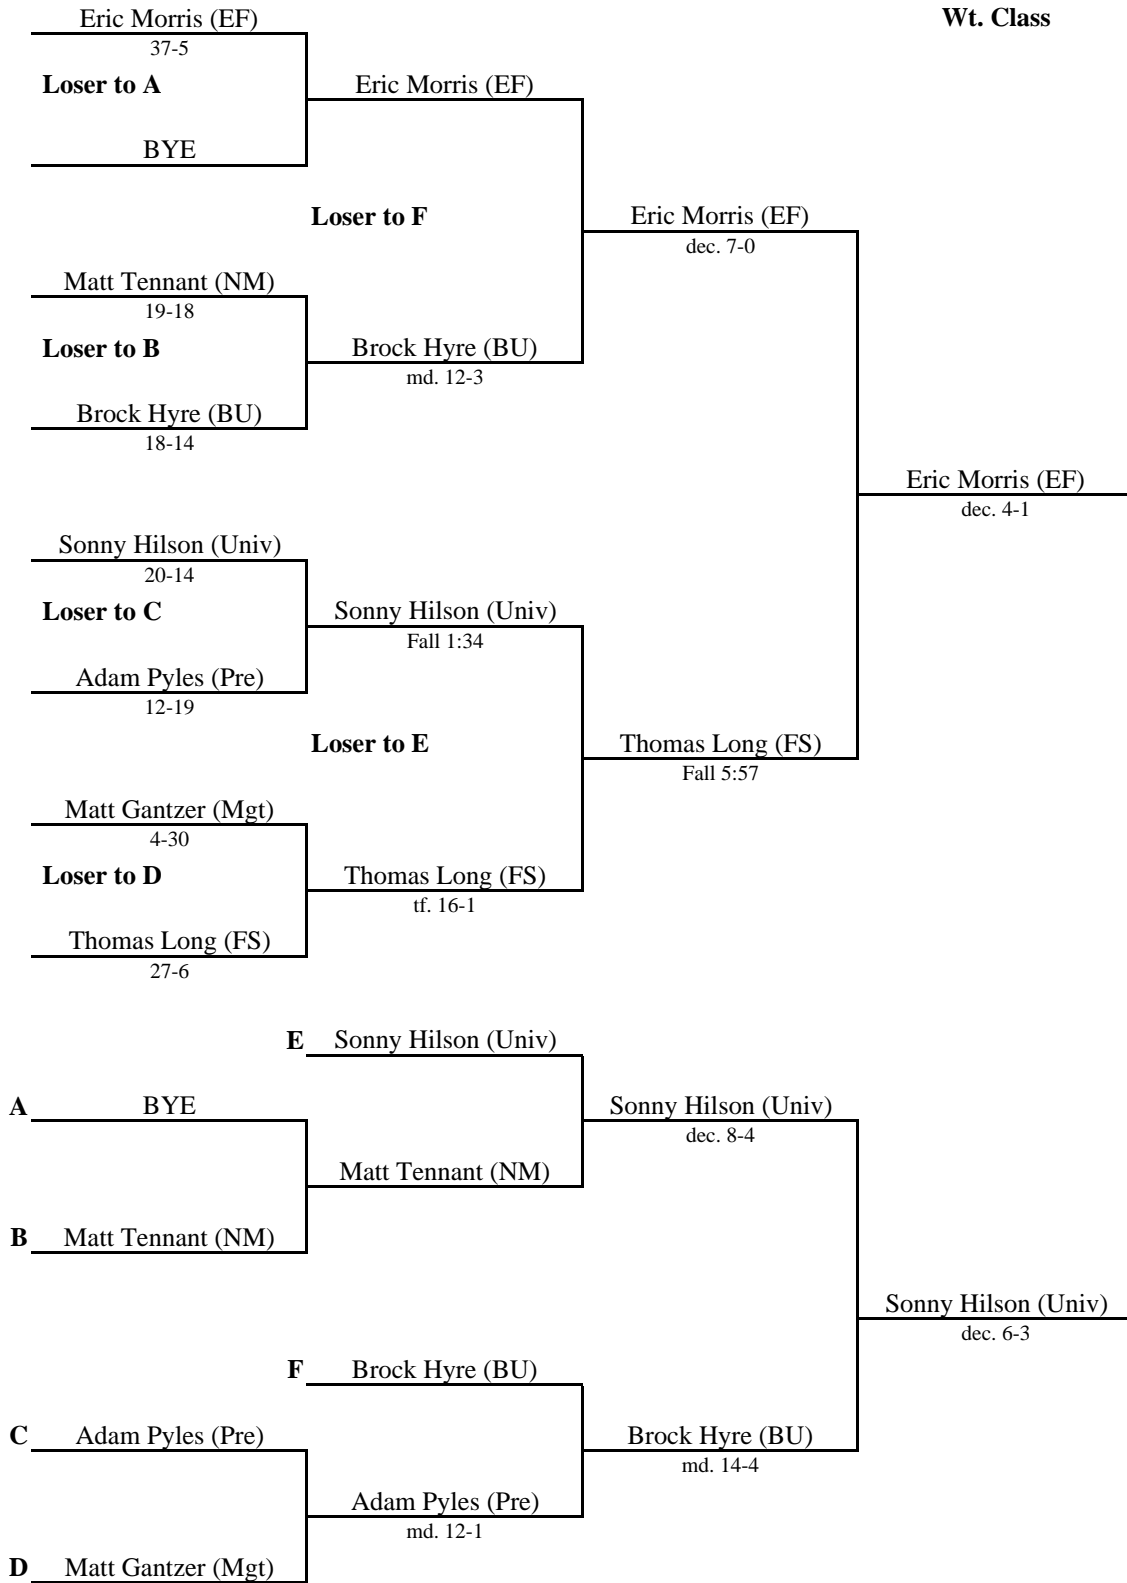 Eric Morris (EF)
Wt. Class
37-5
Loser to A
Eric Morris (EF)
BYE
Loser to F
Eric Morris (EF)
dec. 7-0
Matt Tennant (NM)
19-18
Loser to B
Brock Hyre (BU)
md. 12-3
Brock Hyre (BU)
18-14
Eric Morris (EF)
dec. 4-1
Sonny Hilson (Univ)
20-14
Loser to C
Sonny Hilson (Univ)
Fall 1:34
Adam Pyles (Pre)
12-19
Loser to E
Thomas Long (FS)
Fall 5:57
Matt Gantzer (Mgt)
4-30
Loser to D
Thomas Long (FS)
tf. 16-1
Thomas Long (FS)
27-6
E Sonny Hilson (Univ)
A BYE
Sonny Hilson (Univ)
dec. 8-4
Matt Tennant (NM)
B Matt Tennant (NM)
Sonny Hilson (Univ)
dec. 6-3
F Brock Hyre (BU)
C Adam Pyles (Pre)
Brock Hyre (BU)
md. 14-4
Adam Pyles (Pre)
md. 12-1
D Matt Gantzer (Mgt)